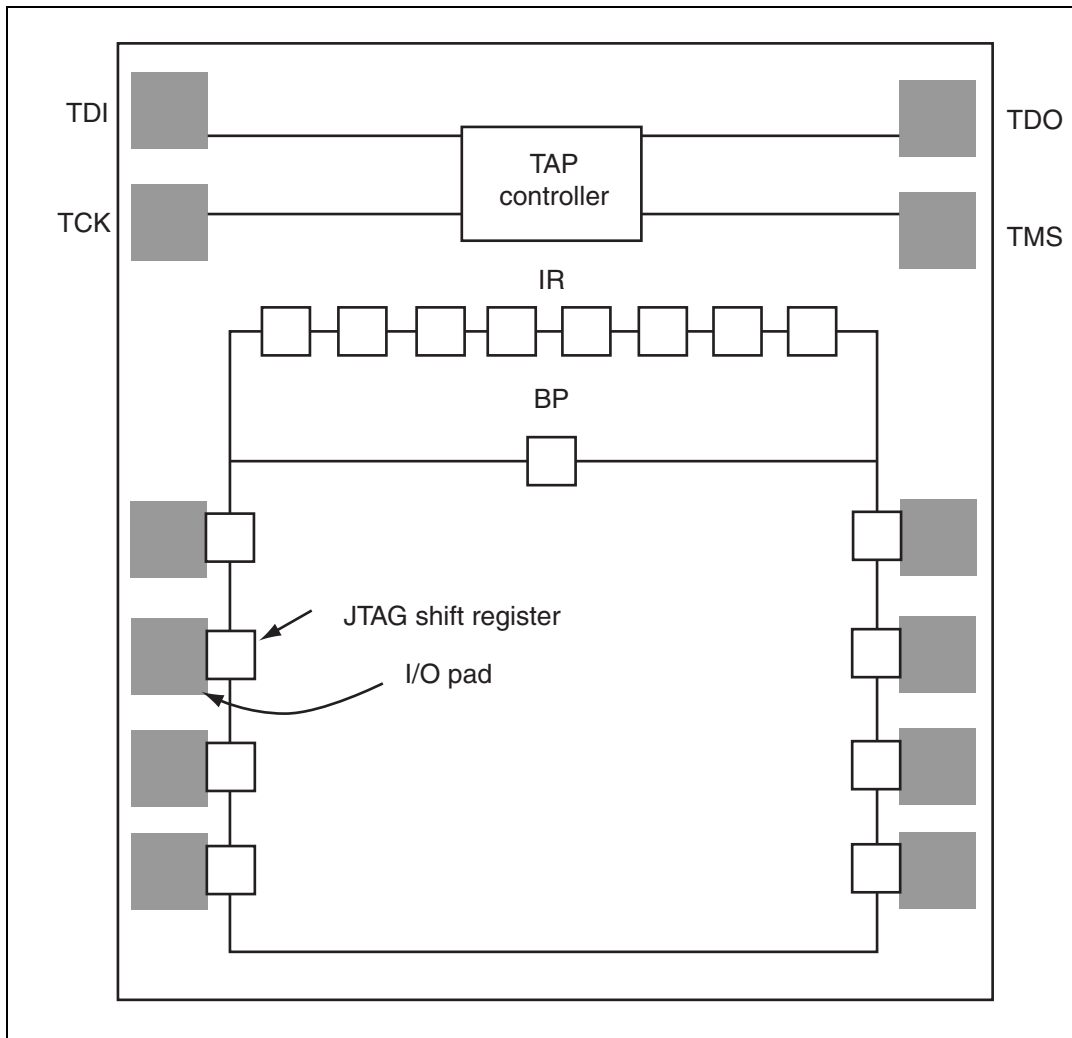 TDI
TDO
TAP
controller
TCK
TMS
IR
BP
JTAG shift register
I/O pad